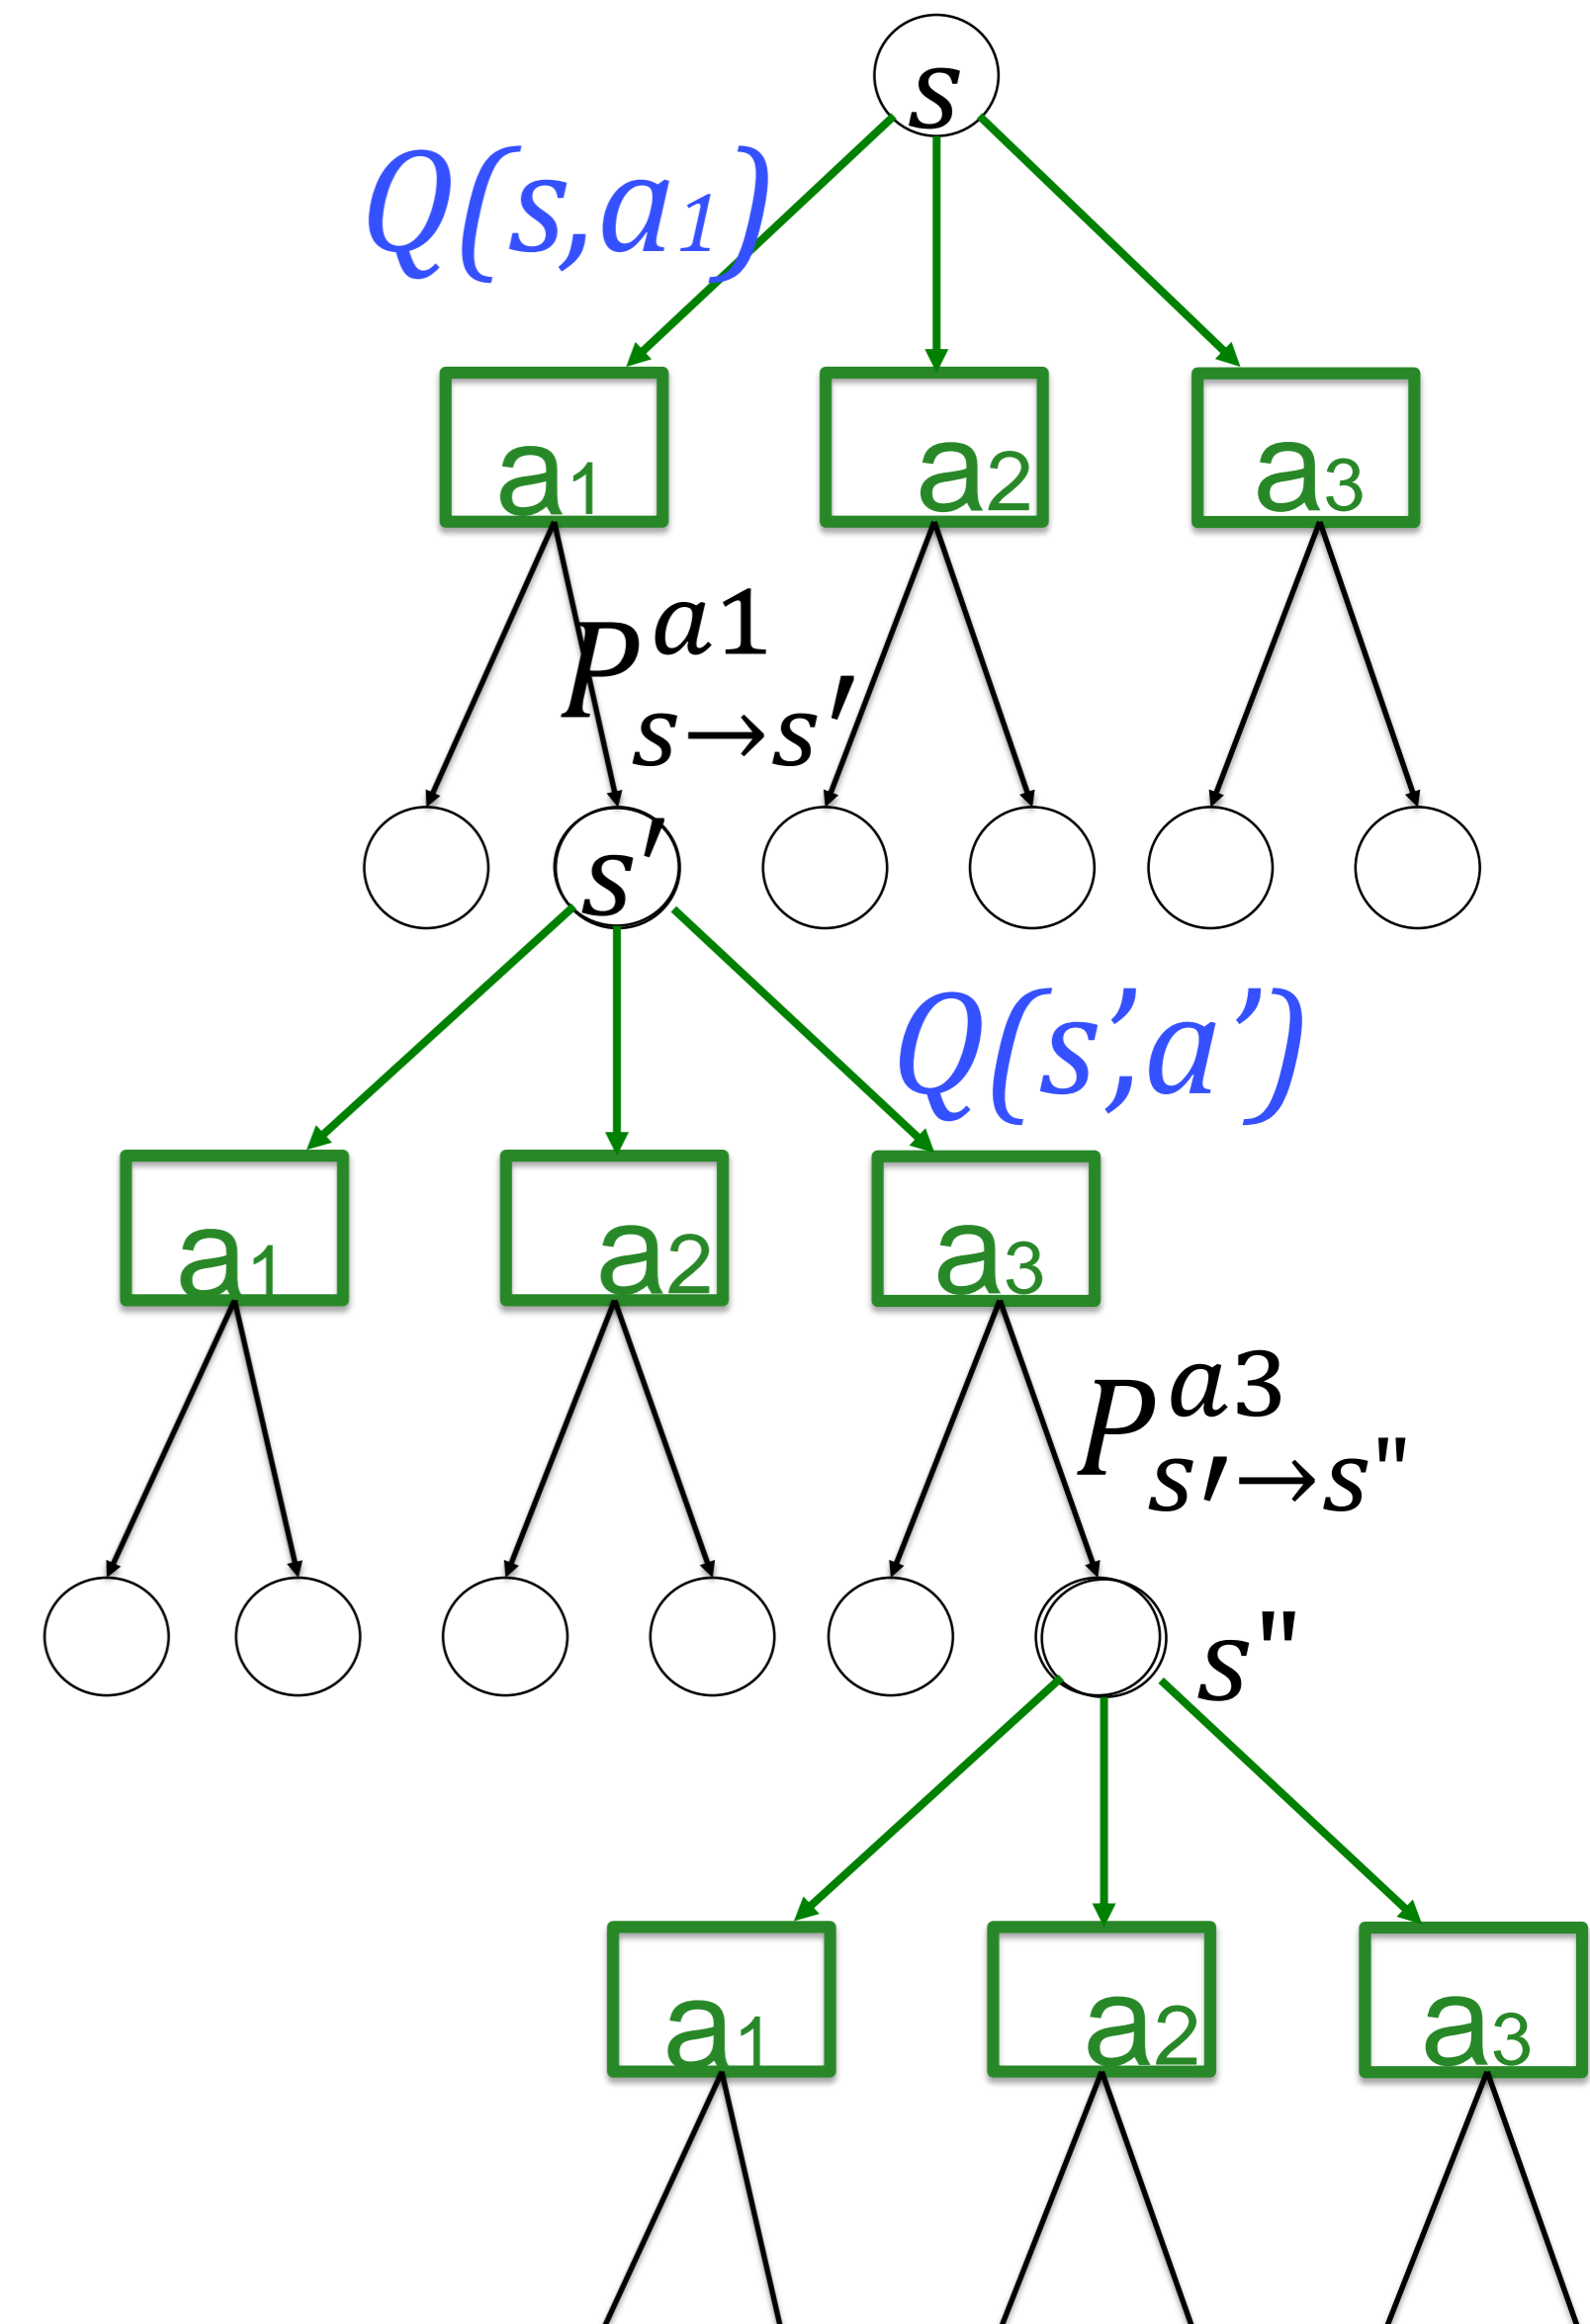 s
Q(s,a1)
a1 a2 a3
P^{a1}_{s→s'}
s'
Q(s’,a’)
a1 a2 a3
P^{a3}_{s'→s"}
s"
a1 a2 a3